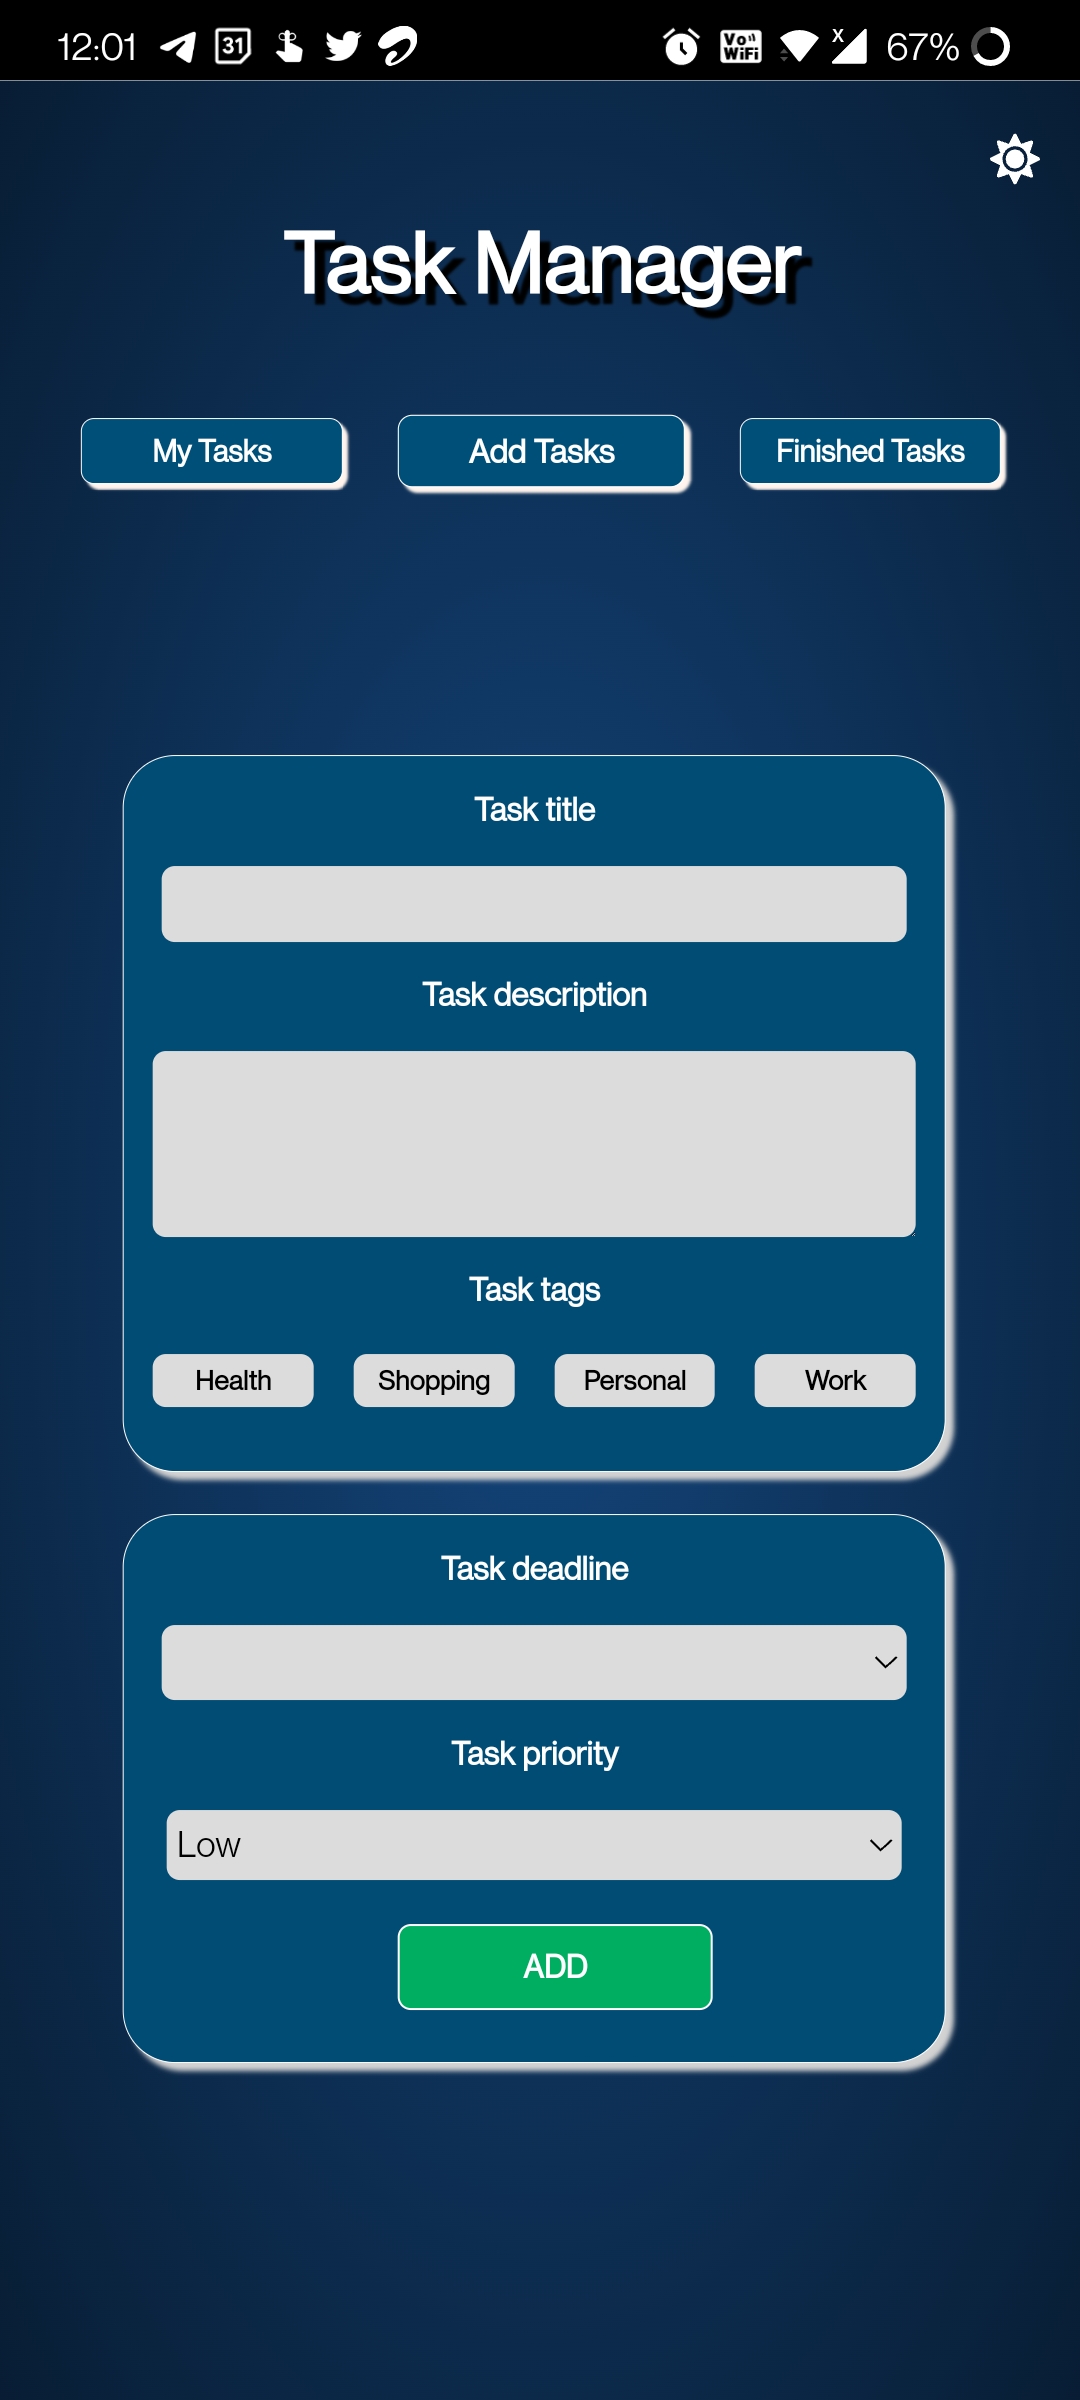 12:01 31 Vo)) WiFi X 67%
Task Manager
My Tasks Add Tasks Finished Tasks
Task title
Task description
Task tags
Health Shopping Personal Work
Task deadline
Task priority
Low
ADD